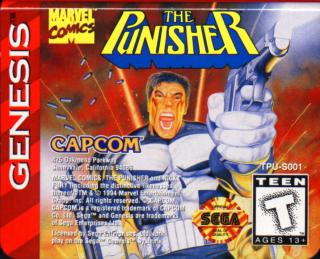 GENESIS
MARVEL
COMICS
THE
PUNISHER
CAPCOM
475 Oakmead Parkway
Sunnyvale, California 94086
MARVEL COMICS, THE PUNISHER and NICK
FURY (including the distinctive likenesses
thereof) TM & © 1994 Marvel Entertainment
Group, Inc. All rights reserved. © CAPCOM
CAPCOM is a registered trademark of CAPCOM
Co. Ltd. Sega™ and Genesis are trademarks
of Sega Enterprises Ltd.
Licensed by Sega Enterprises, Ltd. for
play on the Sega™ Genesis™ System.
TPU-S001
SEGA
TEEN
T
AGES 13+